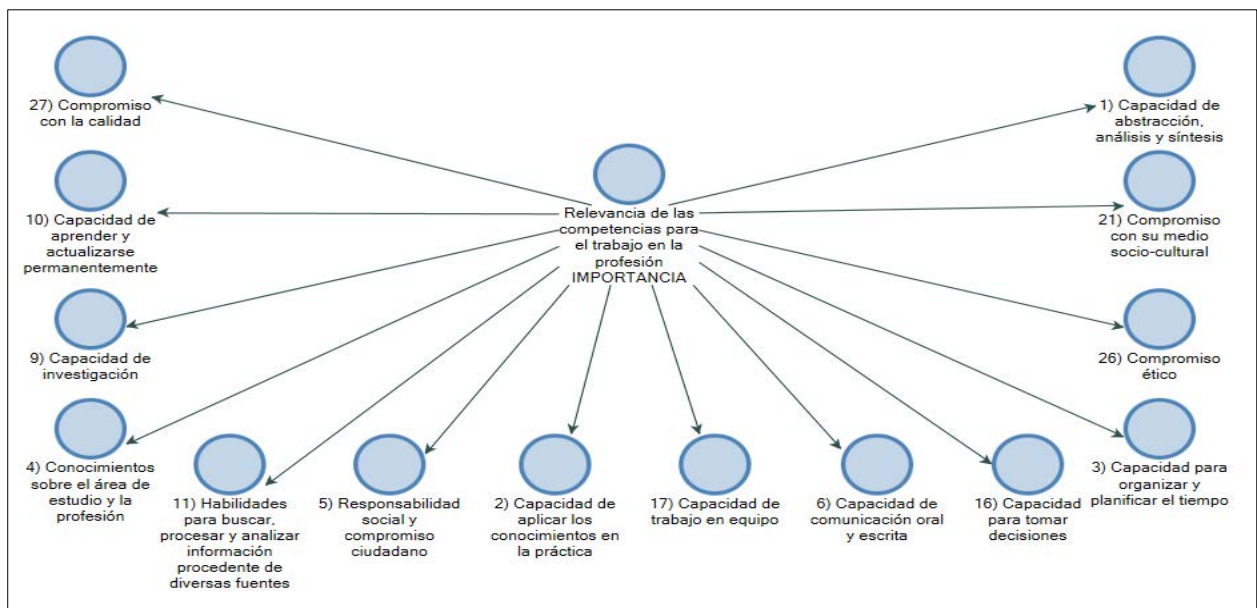 27) Compromiso
con la calidad
1) Capacidad de
abstracción,
análisis y síntesis
10) Capacidad de
aprender y
actualizarse
permanentemente
Relevancia de las
competencias para
el trabajo en la
profesión
IMPORTANCIA
21) Compromiso
con su medio
socio-cultural
9) Capacidad de
investigación
26) Compromiso
ético
4) Conocimientos
sobre el área de
estudio y la
profesión
11) Habilidades
para buscar,
procesar y analizar
información
procedente de
diversas fuentes
5) Responsabilidad
social y
compromiso
ciudadano
2) Capacidad de
aplicar los
conocimientos en
la práctica
17) Capacidad de
trabajo en equipo
6) Capacidad de
comunicación oral
y escrita
16) Capacidad
para tomar
decisiones
3) Capacidad para
organizar y
planificar el tiempo